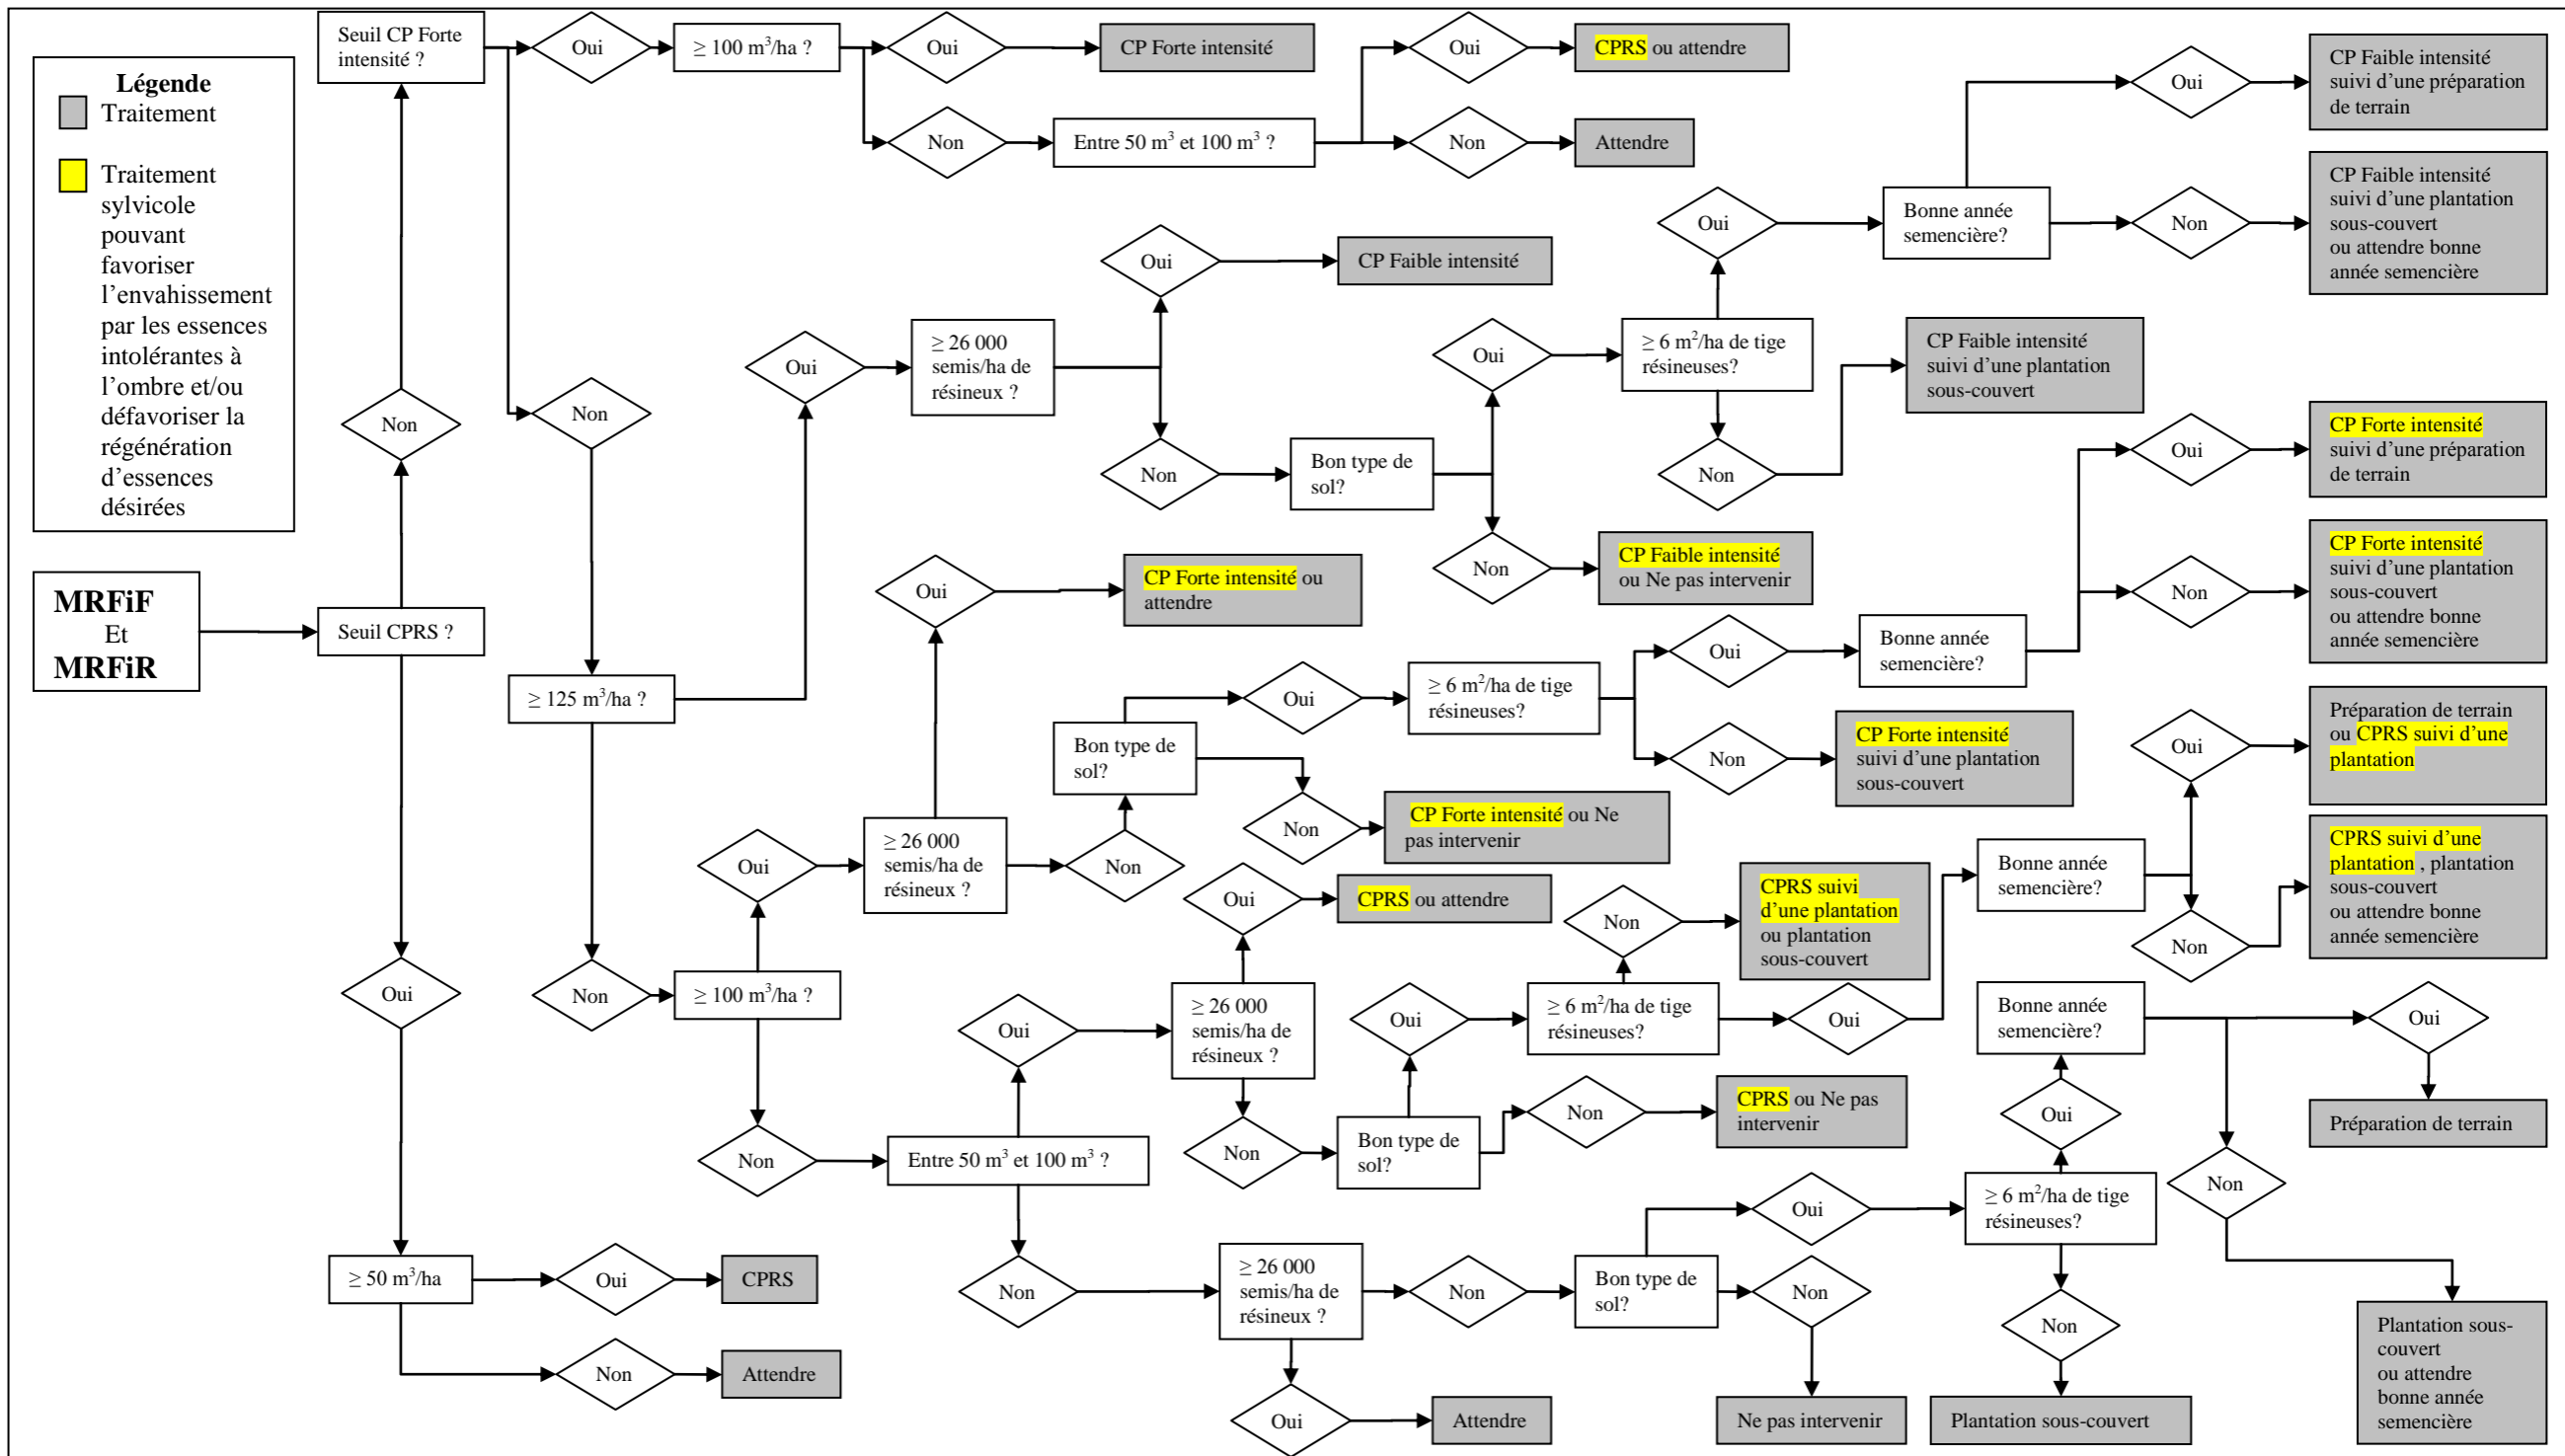 Légende
Traitement
Traitement
sylvicole
pouvant
favoriser
l'envahissement
par les essences
intolérantes à
l'ombre et/ou
défavoriser la
régénération
d'essences
désirées
MRFiF
Et
MRFiR
Seuil CPRS ?
Non
Seuil CP Forte
intensité ?
Oui
≥ 100 m³/ha ?
Oui
CP Forte intensité
Non
Entre 50 m³ et 100 m³ ?
Oui
CPRS ou attendre
Non
Attendre
Non
≥ 125 m³/ha ?
Oui
≥ 26 000
semis/ha de
résineux ?
Oui
CP Faible intensité
Non
Bon type de
sol?
Oui
≥ 6 m²/ha de tige
résineuses?
Oui
Bonne année
semencière?
Oui
CP Faible intensité
suivi d'une préparation
de terrain
Non
CP Faible intensité
suivi d'une plantation
sous-couvert
ou attendre bonne
année semencière
Non
CP Faible intensité
suivi d'une plantation
sous-couvert
Non
CP Faible intensité
ou Ne pas intervenir
Non
≥ 100 m³/ha ?
Oui
≥ 26 000
semis/ha de
résineux ?
Oui
CP Forte intensité ou
attendre
Non
Bon type de
sol?
Oui
≥ 6 m²/ha de tige
résineuses?
Oui
Bonne année
semencière?
Oui
CP Forte intensité
suivi d'une préparation
de terrain
Non
CP Forte intensité
suivi d'une plantation
sous-couvert
ou attendre bonne
année semencière
Non
CP Forte intensité
suivi d'une plantation
sous-couvert
Non
CP Forte intensité ou Ne
pas intervenir
Non
Entre 50 m³ et 100 m³ ?
Oui
≥ 26 000
semis/ha de
résineux ?
Oui
CPRS ou attendre
Non
Bon type de
sol?
Oui
≥ 6 m²/ha de tige
résineuses?
Non
CPRS suivi
d'une plantation
ou plantation
sous-couvert
Oui
Bonne année
semencière?
Oui
Préparation de terrain
ou CPRS suivi d'une
plantation
Non
CPRS suivi d'une
plantation , plantation
sous-couvert
ou attendre bonne
année semencière
Non
CPRS ou Ne pas
intervenir
Non
≥ 26 000
semis/ha de
résineux ?
Non
Bon type de
sol?
Oui
≥ 6 m²/ha de tige
résineuses?
Oui
Bonne année
semencière?
Oui
Préparation de terrain
Non
Plantation sous-
couvert
ou attendre
bonne année
semencière
Non
Plantation sous-couvert
Non
Ne pas intervenir
Oui
Attendre
Oui
≥ 50 m³/ha
Oui
CPRS
Non
Attendre